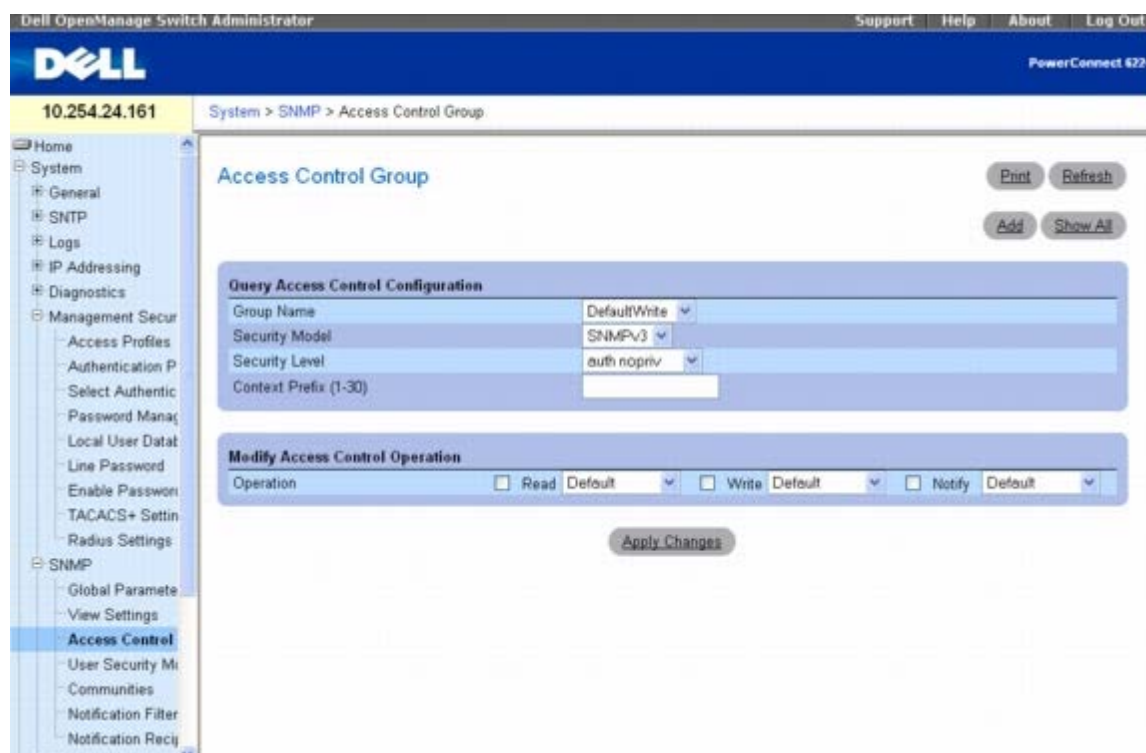 Dell OpenManage Switch Administrator
Support Help About Log Out
DELL
PowerConnect 622
10.254.24.161
System > SNMP > Access Control Group
Home
System
General
SNTP
Logs
IP Addressing
Diagnostics
Management Secur
Access Profiles
Authentication P
Select Authentic
Password Manag
Local User Datab
Line Password
Enable Passwor
TACACS+ Settin
Radius Settings
SNMP
Global Paramete
View Settings
Access Control
User Security Mo
Communities
Notification Filter
Notification Recip
Access Control Group
Print Refresh
Add Show All
Query Access Control Configuration
Group Name DefaultWrite
Security Model SNMPv3
Security Level auth nopriv
Context Prefix (1-30)
Modify Access Control Operation
Operation Read Default Write Default Notify Default
Apply Changes